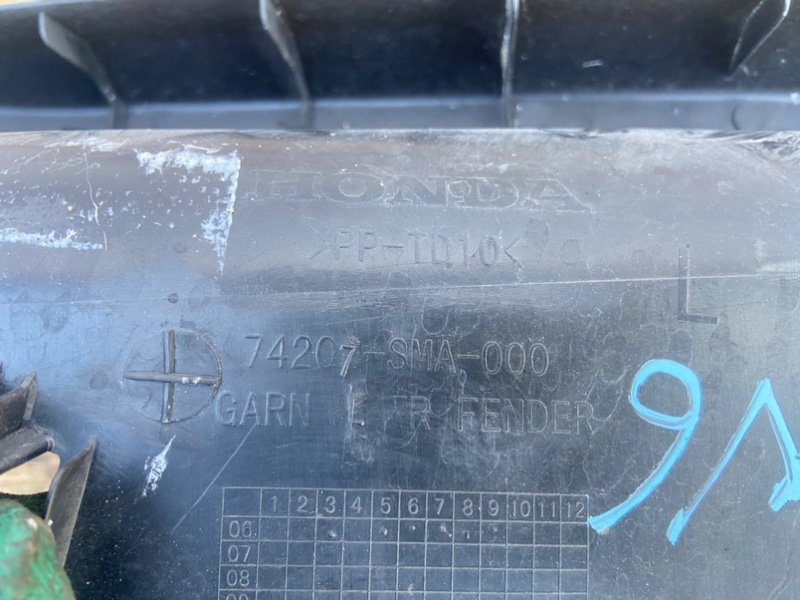 HONDA
>PP-TD10<
L
74207-SMA-000
GARN L FR FENDER
1 2 3 4 5 6 7 8 9 10 11 12
06
07
08